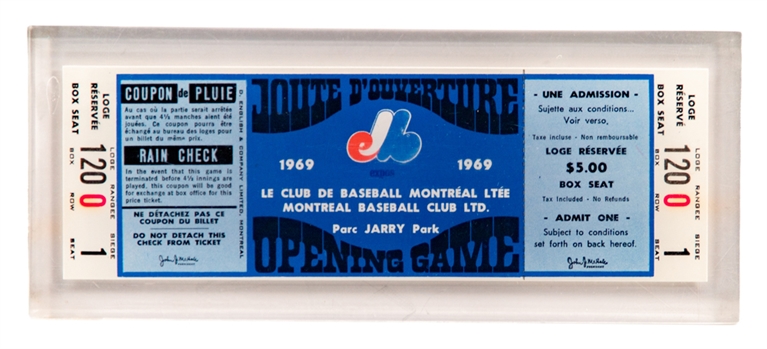 LOGE
RÉSERVÉE
BOX SEAT
LOGE RANGEE SIEGE
120 0 1
BOX ROW SEAT
COUPON de PLUIE
Au cas où la partie serait arrêtée
avant que 4½ manches aient été
jouées. Ce coupon pourra être
échangé au bureau des loges pour
un billet du même prix.
RAIN CHECK
In the event that this game is
terminated before 4½ innings are
played, this coupon will be good
for exchange at box office for this
price ticket.
NE DÉTACHEZ PAS CE
COUPON DU BILLET
DO NOT DETACH THIS
CHECK FROM TICKET
D. ENGLISH & COMPANY LIMITED, MONTREAL
JOUTE D'OUVERTURE
expos
1969 1969
LE CLUB DE BASEBALL MONTRÉAL LTÉE
MONTREAL BASEBALL CLUB LTD.
Parc JARRY Park
OPENING GAME
- UNE ADMISSION -
Sujette aux conditions...
Voir verso,
Taxe incluse - Non remboursable
LOGE RÉSERVÉE
$5.00
BOX SEAT
Tax Included - No Refunds
- ADMIT ONE -
Subject to conditions
set forth on back hereof.
LOGE
RÉSERVÉE
BOX SEAT
LOGE RANGEE SIEGE
120 0 1
BOX ROW SEAT